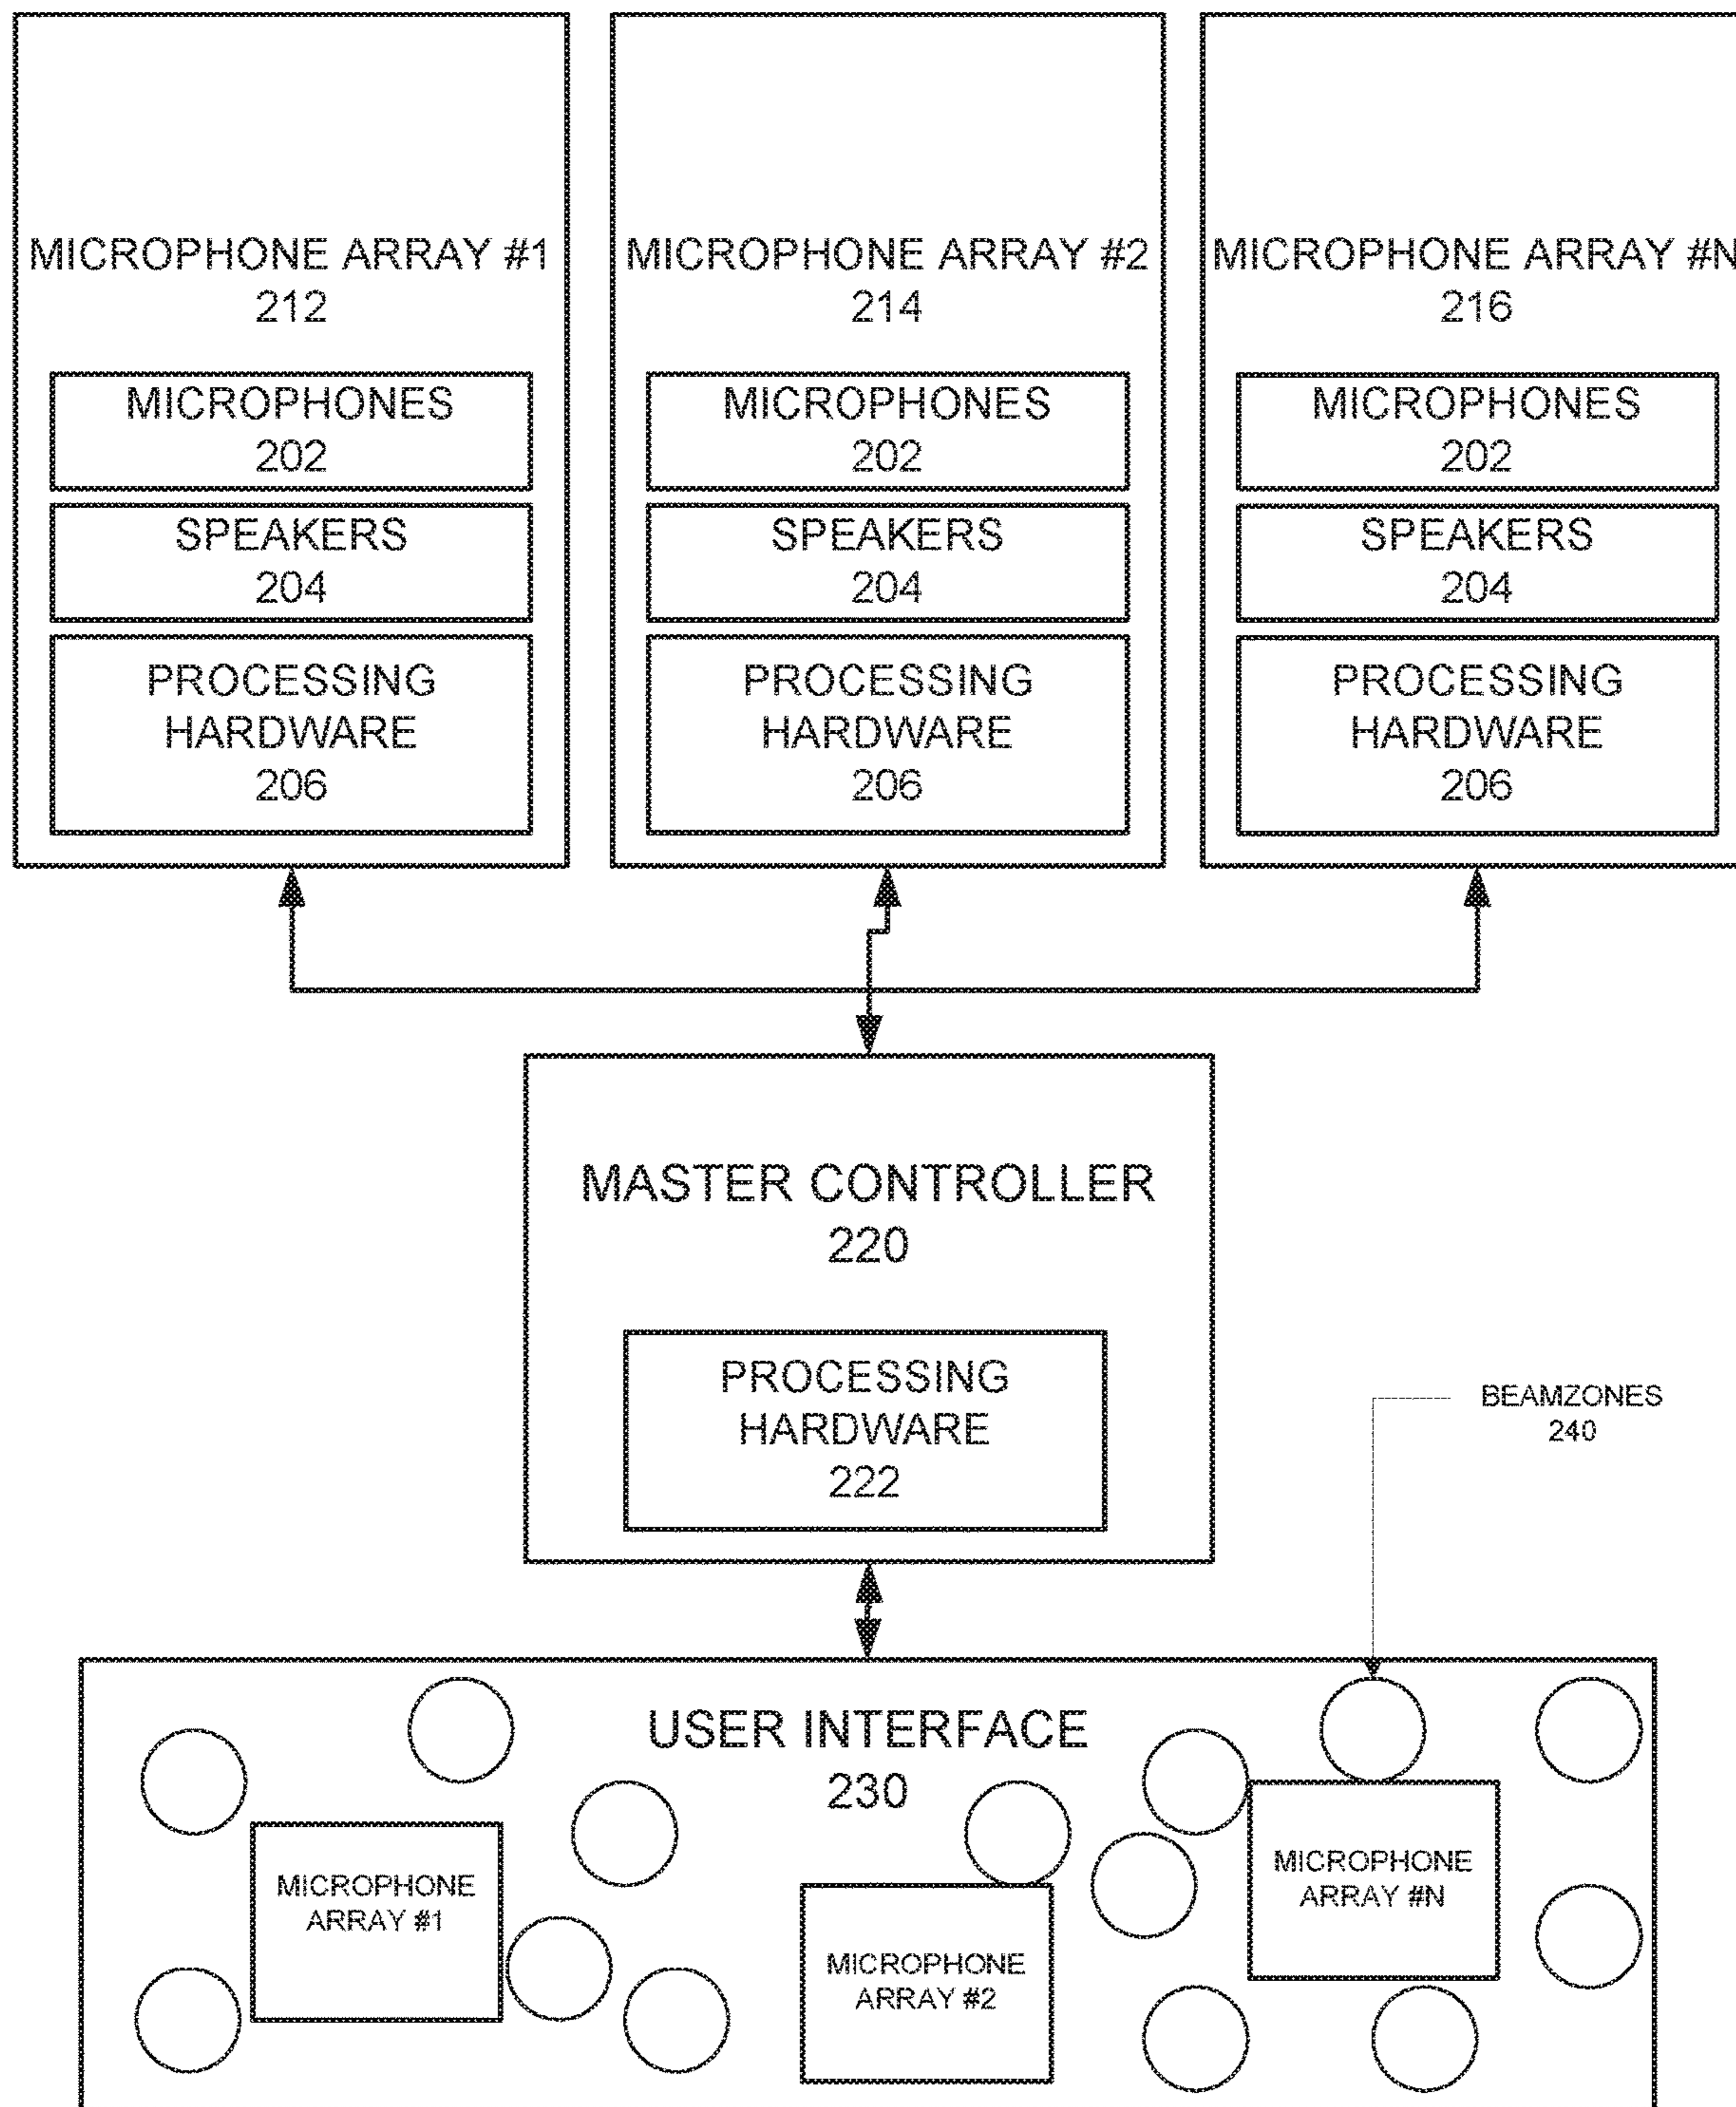 MICROPHONE ARRAY #1
212
MICROPHONES
202
SPEAKERS
204
PROCESSING
HARDWARE
206
MICROPHONE ARRAY #2
214
MICROPHONES
202
SPEAKERS
204
PROCESSING
HARDWARE
206
MICROPHONE ARRAY #N
216
MICROPHONES
202
SPEAKERS
204
PROCESSING
HARDWARE
206
MASTER CONTROLLER
220
PROCESSING
HARDWARE
222
BEAMZONES
240
USER INTERFACE
230
MICROPHONE
ARRAY #1
MICROPHONE
ARRAY #2
MICROPHONE
ARRAY #N